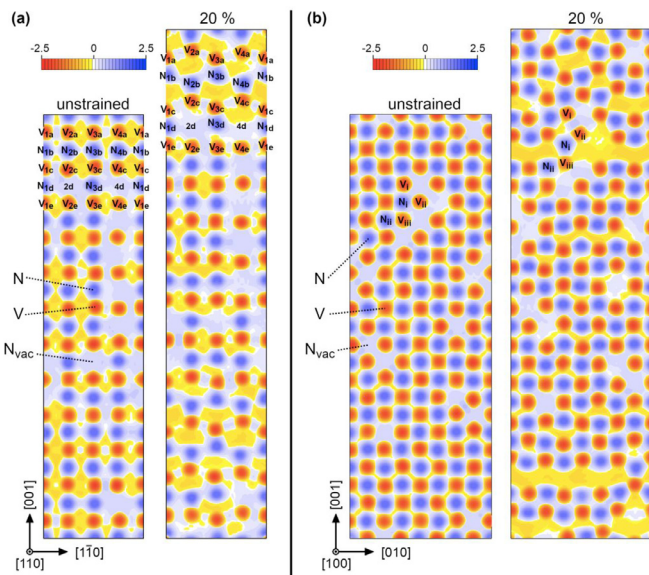 (a)
20 %
-2.5 0 2.5
unstrained
V1a V2a V3a V4a V1a
N1b N2b N3b N4b N1b
V1c V2c V3c V4c V1c
N1d 2d N3d 4d N1d
V1e V2e V3e V4e V1e
V1a V2a V3a V4a V1a
N1b N2b N3b N4b N1b
V1c V2c V3c V4c V1c
N1d 2d N3d 4d N1d
V1e V2e V3e V4e V1e
N
V
Nvac
[001]
[110]
[11̄0]
(b)
20 %
-2.5 0 2.5
unstrained
Vi
Ni Vii
Nii Viii
Vi
Vii
Ni
Nii Viii
N
V
Nvac
[001]
[100]
[010]